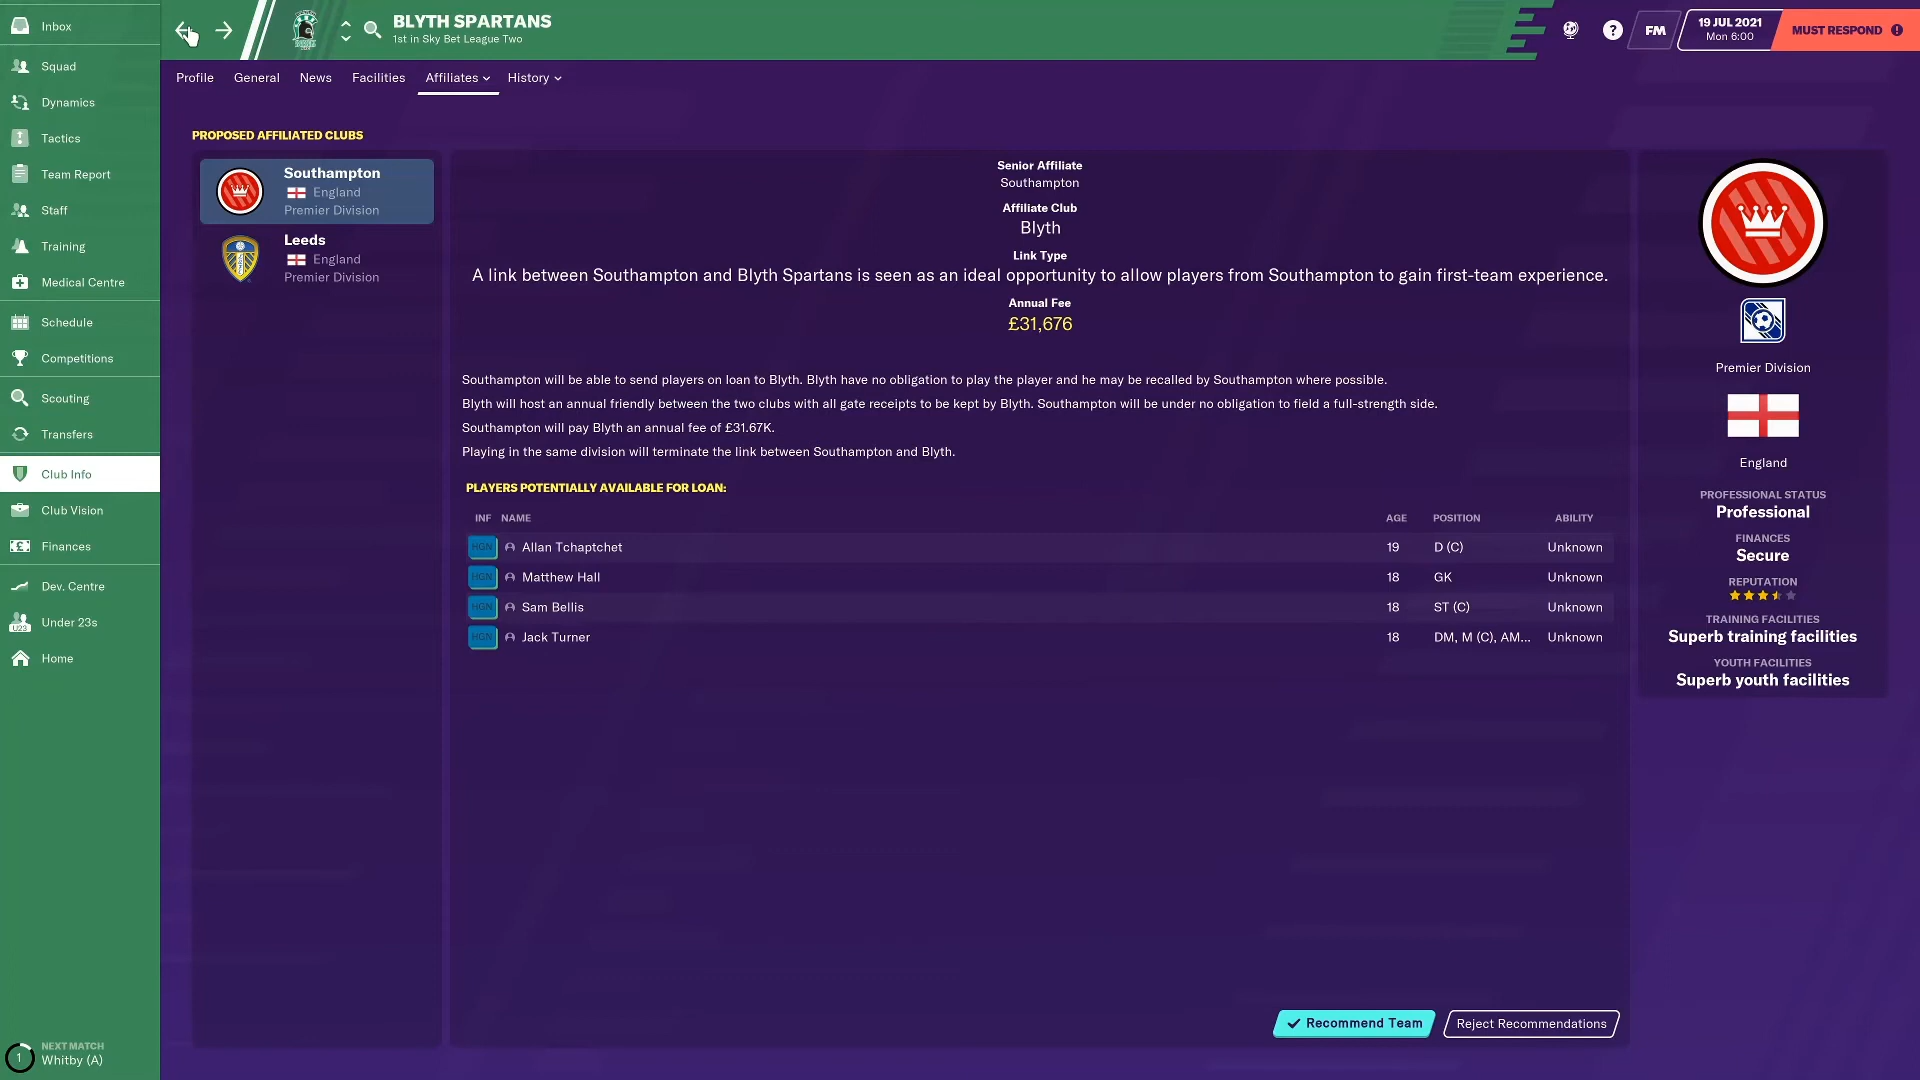 Inbox
Squad
Dynamics
Tactics
Team Report
Staff
Training
Medical Centre
Schedule
Competitions
Scouting
Transfers
Club Info
Club Vision
Finances
Dev. Centre
U23
Under 23s
Home
1
NEXT MATCH
Whitby (A)
BLYTH SPARTANS
1st in Sky Bet League Two
?
FM
19 JUL 2021
Mon 6:00
MUST RESPOND
Profile
General
News
Facilities
Affiliates
History
PROPOSED AFFILIATED CLUBS
Southampton
England
Premier Division
Leeds
England
Premier Division
Senior Affiliate
Southampton
Affiliate Club
Blyth
Link Type
A link between Southampton and Blyth Spartans is seen as an ideal opportunity to allow players from Southampton to gain first-team experience.
Annual Fee
£31,676
Southampton will be able to send players on loan to Blyth. Blyth have no obligation to play the player and he may be recalled by Southampton where possible.
Blyth will host an annual friendly between the two clubs with all gate receipts to be kept by Blyth. Southampton will be under no obligation to field a full-strength side.
Southampton will pay Blyth an annual fee of £31.67K.
Playing in the same division will terminate the link between Southampton and Blyth.
PLAYERS POTENTIALLY AVAILABLE FOR LOAN:
INF NAME AGE POSITION ABILITY
HGN Allan Tchaptchet 19 D (C) Unknown
HGN Matthew Hall 18 GK Unknown
HGN Sam Bellis 18 ST (C) Unknown
HGN Jack Turner 18 DM, M (C), AM... Unknown
Recommend Team
Reject Recommendations
Premier Division
England
PROFESSIONAL STATUS
Professional
FINANCES
Secure
REPUTATION
TRAINING FACILITIES
Superb training facilities
YOUTH FACILITIES
Superb youth facilities